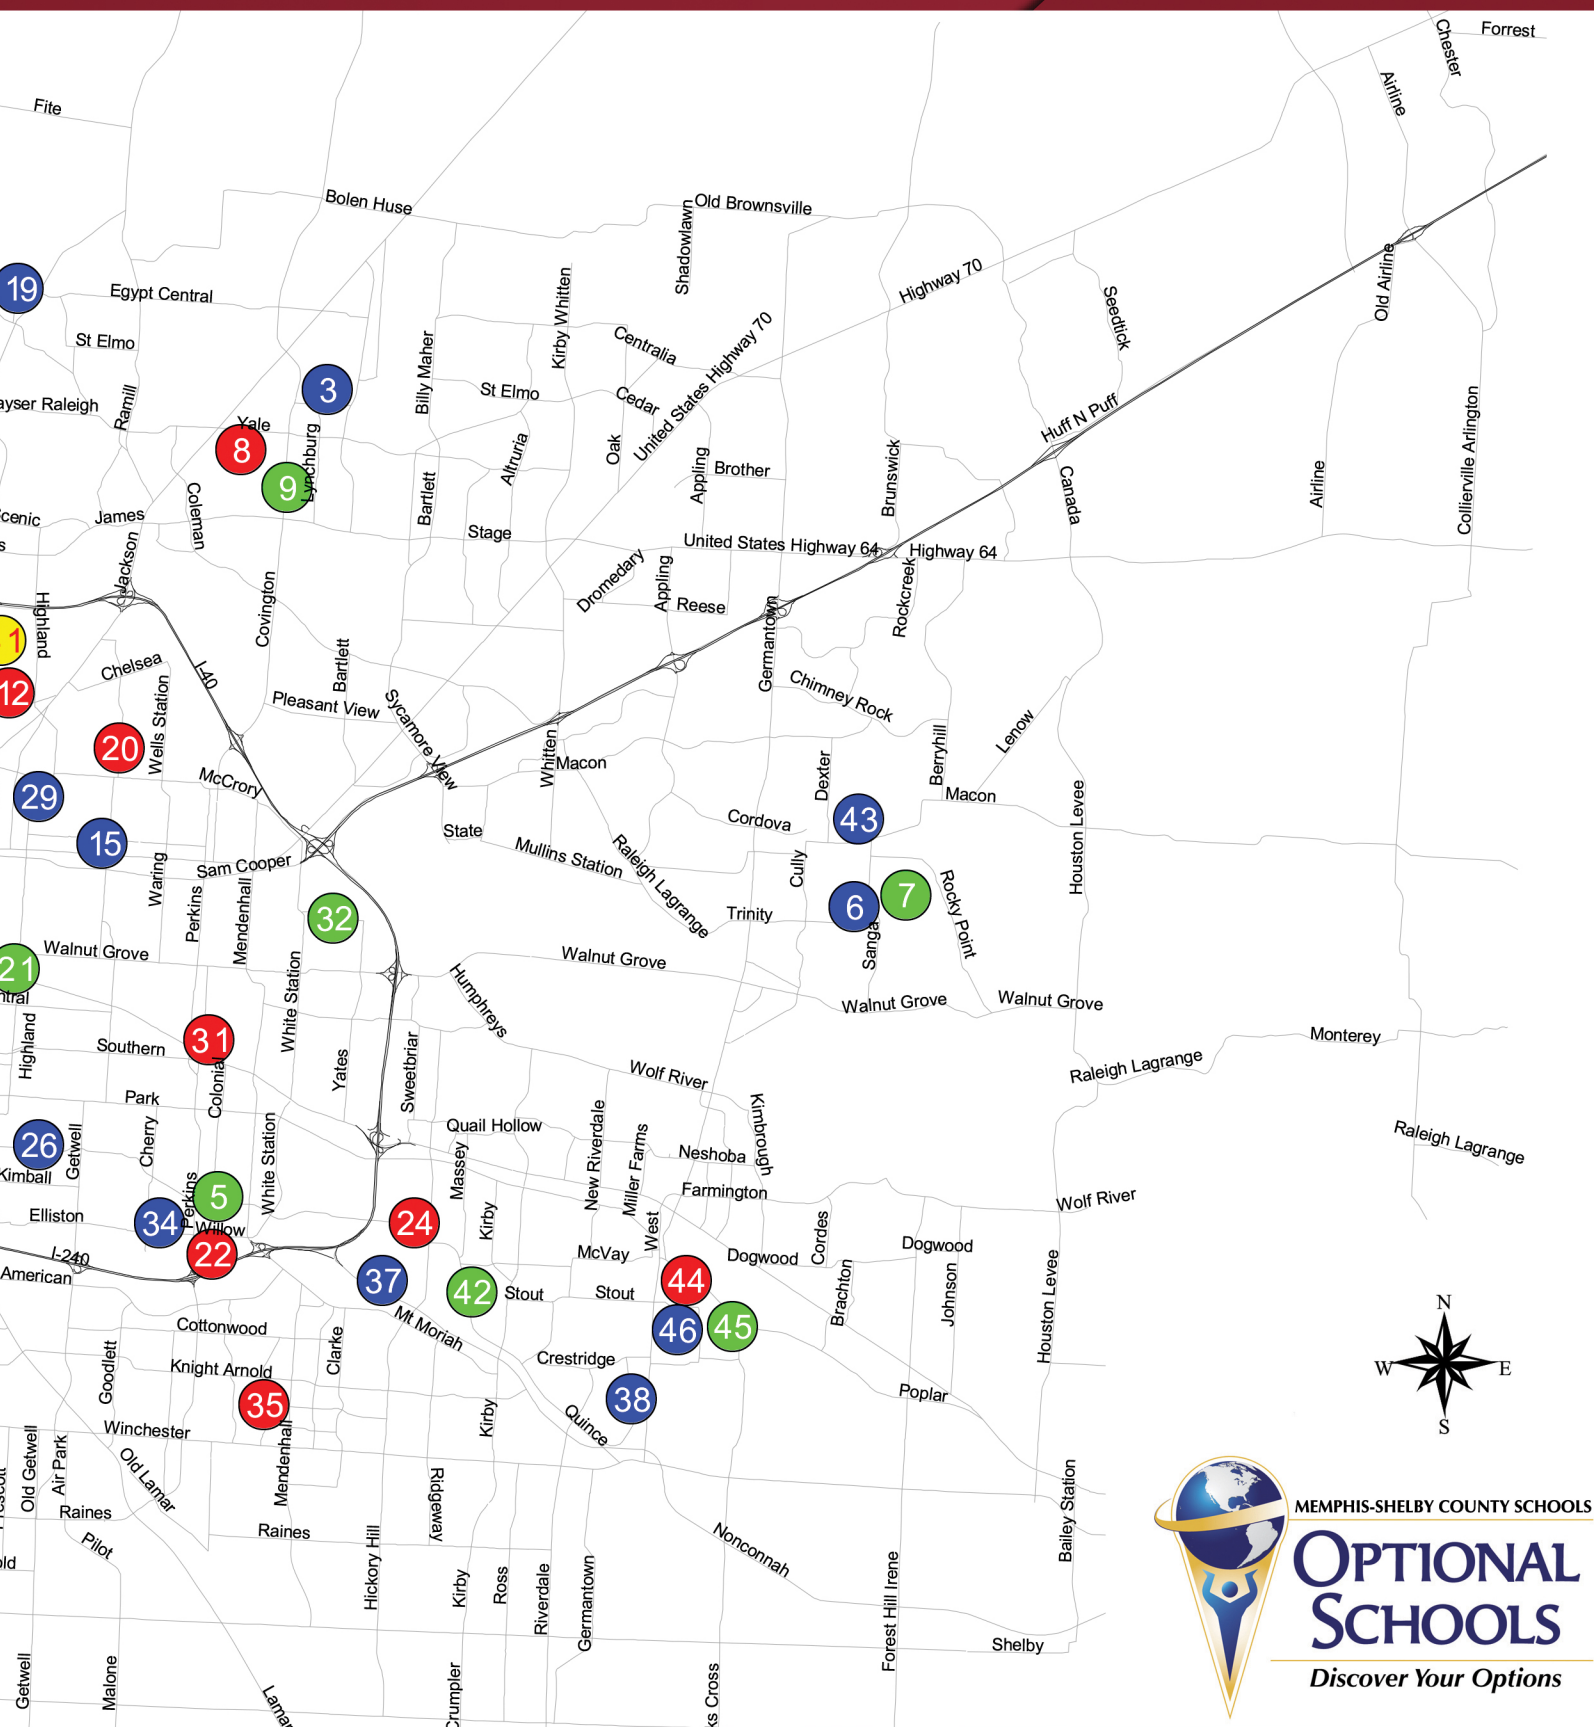 Forrest
Chester
Airline
Fite
Bolen Huse
Old Brownsville
Shadowlawn
Highway 70
Old Airline
19
Egypt Central
Kirby Whitten
Seedtick
St Elmo
Centralia
United States Highway 70
Billy Maher
3
St Elmo
Cedar
Ramill
ayser Raleigh
Yale
8
Lynchburg
9
Altruria
Oak
Appling
Brother
Brunswick
Huff N Puff
Canada
Airline
Collierville Arlington
Coleman
Bartlett
cenic
James
s
Stage
United States Highway 64
Highway 64
Jackson
Dromedary
Appling
Reese
Rockcreek
Highland
Covington
Germantown
1
12
Chelsea
I-40
Bartlett
Pleasant View
Sycamore View
Chimney Rock
Wells Station
20
Whitten
Macon
Dexter
Berryhill
Lenow
McCrory
29
Macon
15
State
Cordova
43
Houston Levee
Mullins Station
Raleigh Lagrange
Sam Cooper
Cully
Waring
Perkins
Mendenhall
32
Trinity
6
7
Rocky Point
Sanga
21
Walnut Grove
Walnut Grove
ntral
Humphreys
Walnut Grove
Walnut Grove
White Station
Highland
31
Southern
Colonial
Yates
Sweetbriar
Monterey
Wolf River
Raleigh Lagrange
Park
Quail Hollow
New Riverdale
Miller Farms
Kimbrough
Raleigh Lagrange
26
Getwell
Cherry
White Station
Massey
Neshoba
Kimball
Perkins
5
Farmington
Wolf River
Elliston
34
Willow
24
Kirby
West
Cordes
22
McVay
Dogwood
Dogwood
I-240
American
37
42
Stout
Stout
44
Brachton
Johnson
Houston Levee
N
Cottonwood
Mt Moriah
46
45
Clarke
Goodlett
Knight Arnold
Crestridge
W
E
35
38
Poplar
S
Winchester
Kirby
Quince
Old Getwell
Air Park
Old Lamar
Mendenhall
Ridgeway
Bailey Station
Raines
Raines
Pilot
Nonconnah
old
Hickory Hill
Kirby
Ross
Riverdale
Germantown
Forest Hill Irene
Shelby
Getwell
Malone
Lamar
Crumpler
ks Cross
MEMPHIS-SHELBY COUNTY SCHOOLS
OPTIONAL
SCHOOLS
Discover Your Options